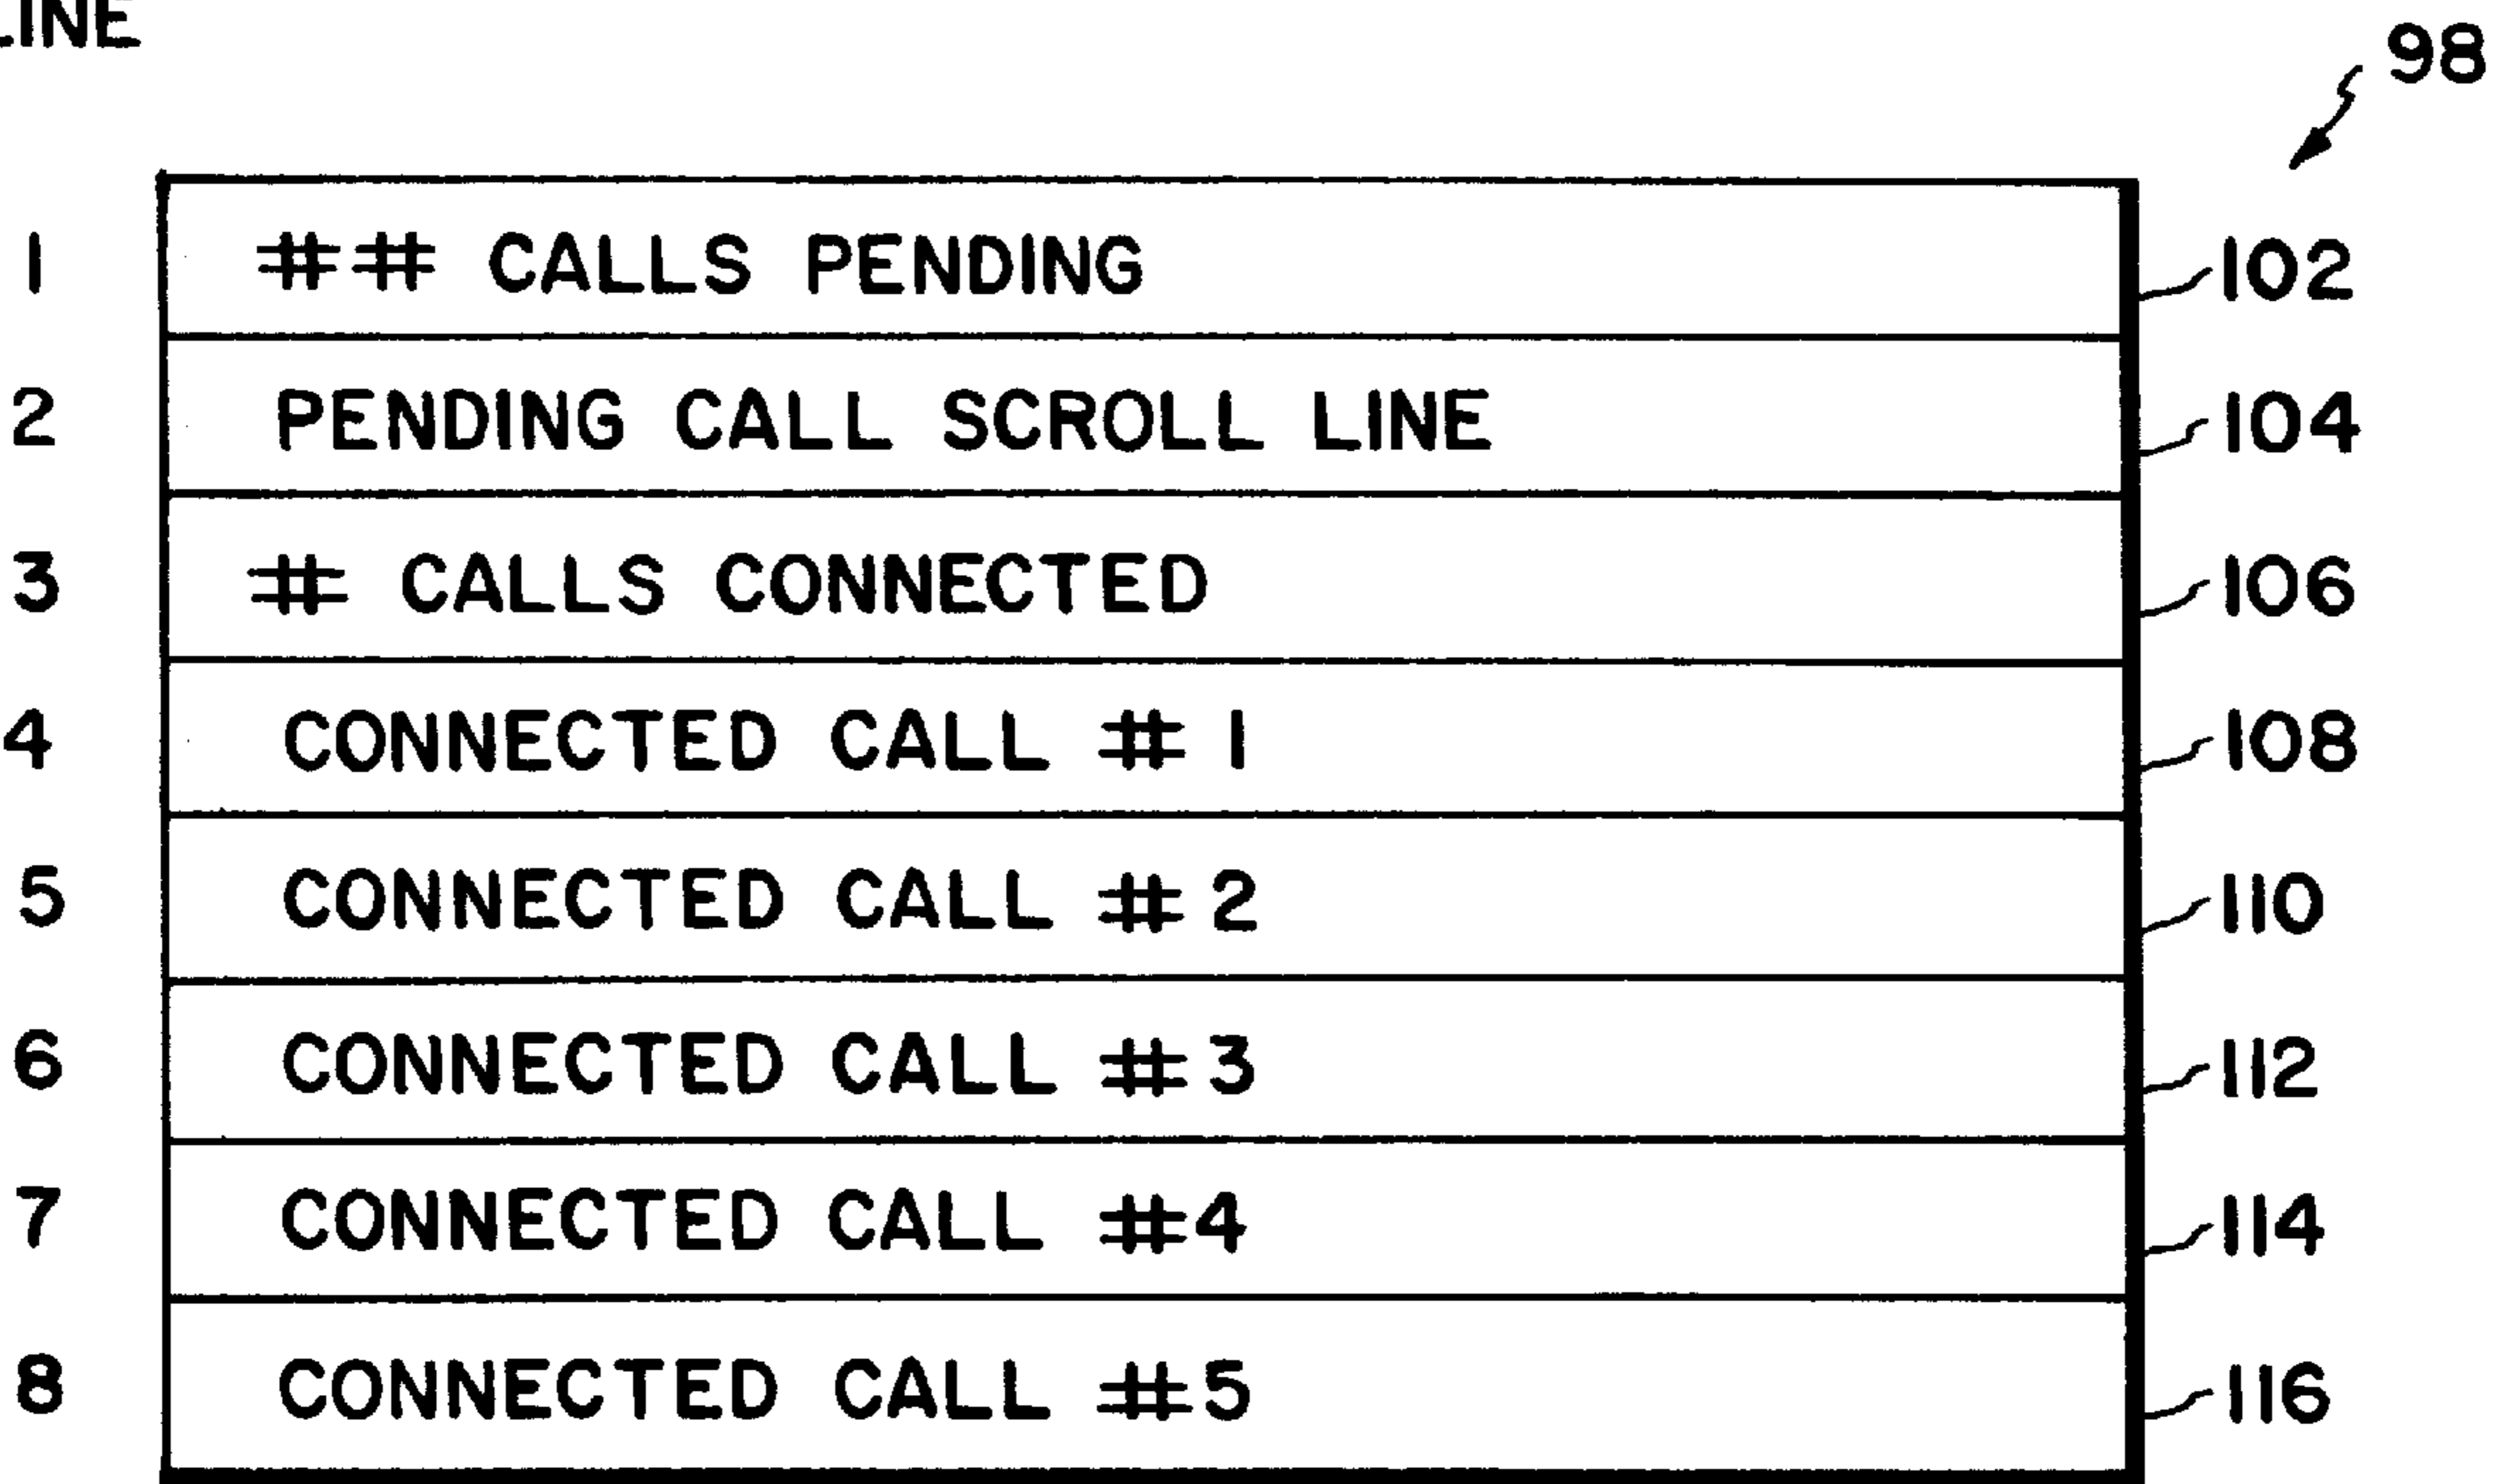 LINE
98
1 ## CALLS PENDING 102
2 PENDING CALL SCROLL LINE 104
3 # CALLS CONNECTED 106
4 CONNECTED CALL # 1 108
5 CONNECTED CALL # 2 110
6 CONNECTED CALL #3 112
7 CONNECTED CALL #4 114
8 CONNECTED CALL #5 116